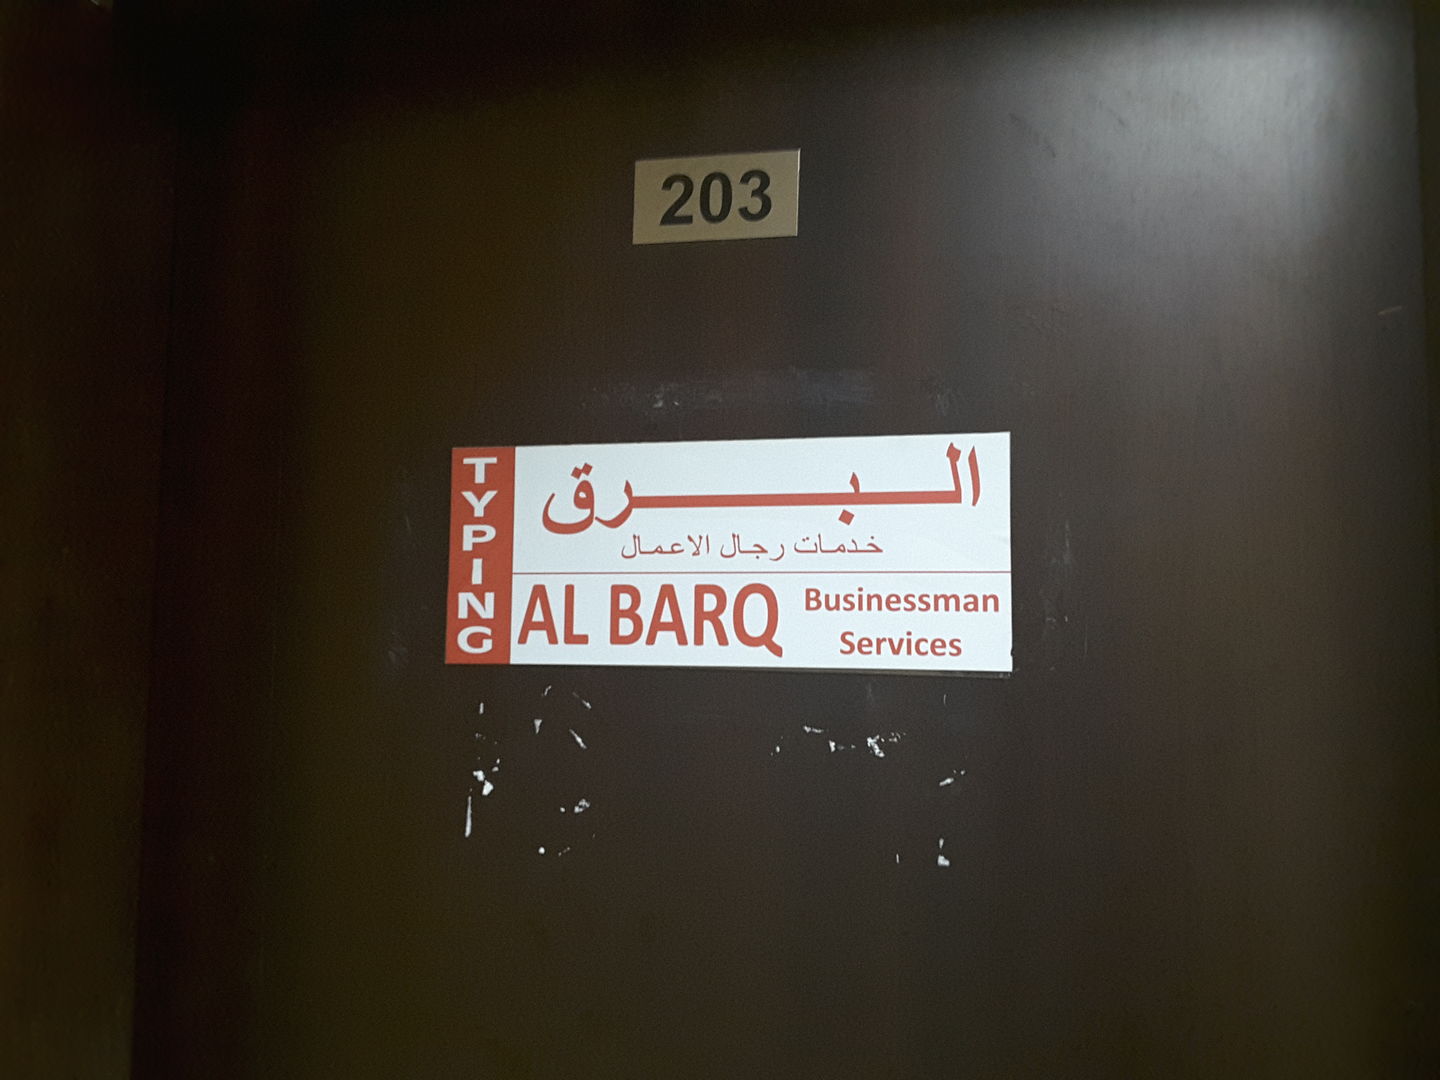 203
TYPING
البرق
خدمات رجال الاعمال
AL BARQ
Businessman
Services